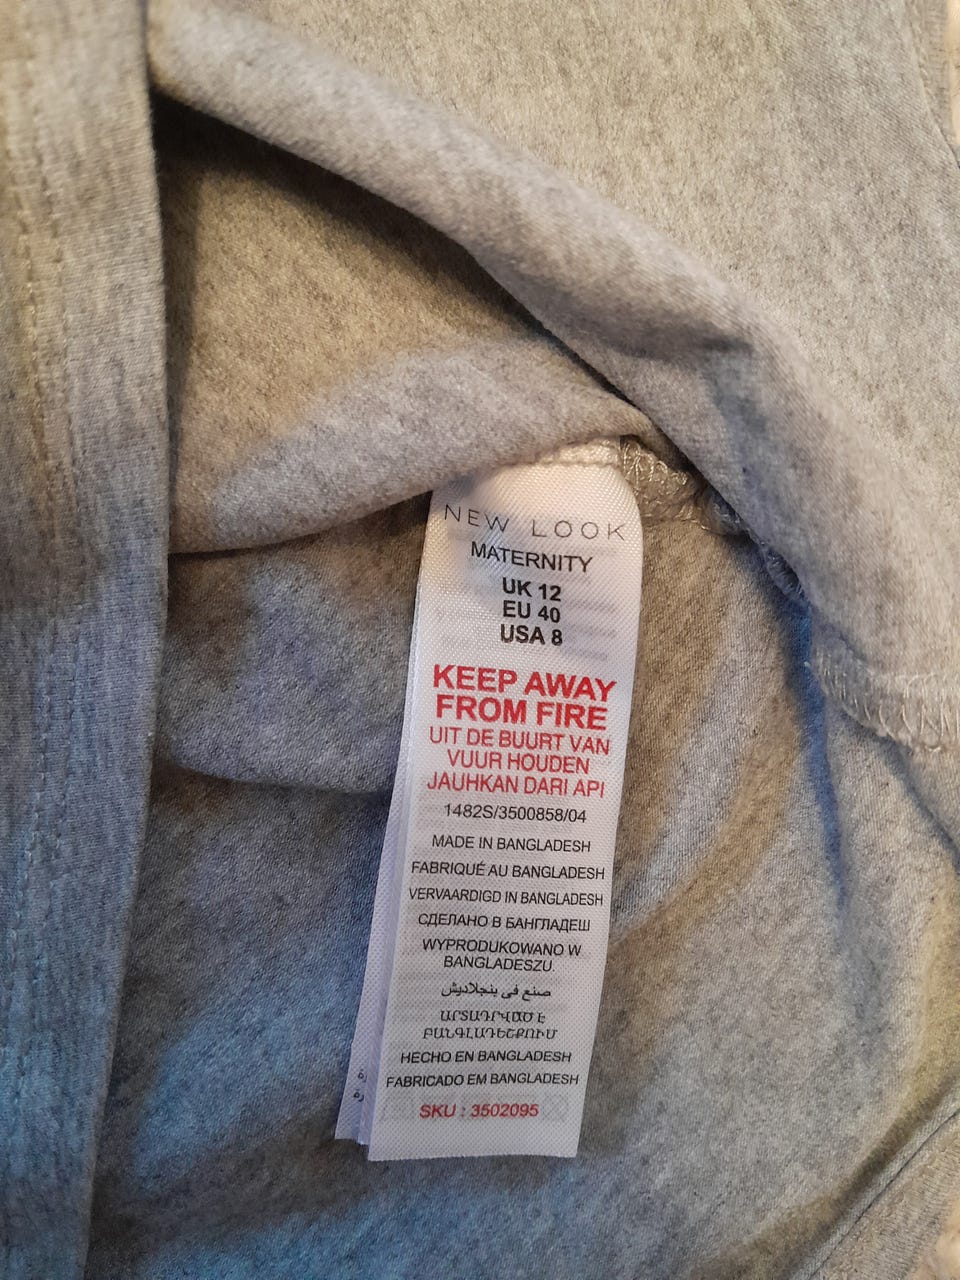 NEW LOOK
MATERNITY
UK 12
EU 40
USA 8
KEEP AWAY
FROM FIRE
UIT DE BUURT VAN
VUUR HOUDEN
JAUHKAN DARI API
1482S/3500858/04
MADE IN BANGLADESH
FABRIQUÉ AU BANGLADESH
VERVAARDIGD IN BANGLADESH
СДЕЛАНО В БАНГЛАДЕШ
WYPRODUKOWANO W
BANGLADESZU.
صنع في بنجلاديش
ԱՐՏԱԴՐՎԱԾ Է
ԲԱՆԳԼԱԴԵՇՈՒՄ
HECHO EN BANGLADESH
FABRICADO EM BANGLADESH
SKU : 3502095